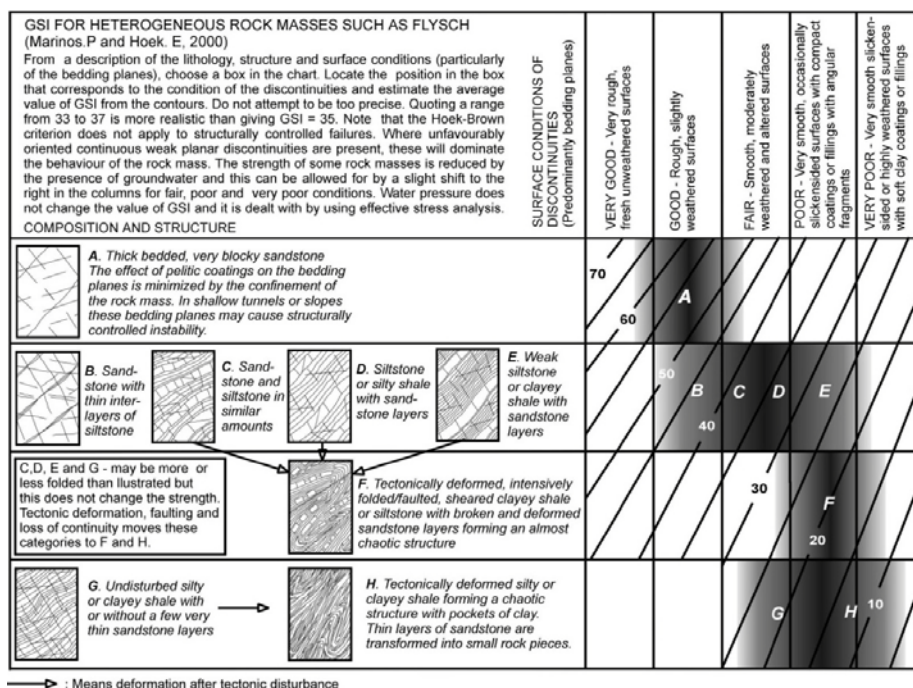 GSI FOR HETEROGENEOUS ROCK MASSES SUCH AS FLYSCH
(Marinos.P and Hoek. E, 2000)
From a description of the lithology, structure and surface conditions (particularly
of the bedding planes), choose a box in the chart. Locate the position in the box
that corresponds to the condition of the discontinuities and estimate the average
value of GSI from the contours. Do not attempt to be too precise. Quoting a range
from 33 to 37 is more realistic than giving GSI = 35. Note that the Hoek-Brown
criterion does not apply to structurally controlled failures. Where unfavourably
oriented continuous weak planar discontinuities are present, these will dominate
the behaviour of the rock mass. The strength of some rock masses is reduced by
the presence of groundwater and this can be allowed for by a slight shift to the
right in the columns for fair, poor and very poor conditions. Water pressure does
not change the value of GSI and it is dealt with by using effective stress analysis.
COMPOSITION AND STRUCTURE
SURFACE CONDITIONS OF
DISCONTINUITIES
(Predominantly bedding planes)
VERY GOOD - Very rough,
fresh unweathered surfaces
GOOD - Rough, slightly
weathered surfaces
FAIR - Smooth, moderately
weathered and altered surfaces
POOR - Very smooth, occasionally
slickensided surfaces with compact
coatings or fillings with angular
fragments
VERY POOR - Very smooth slicken-
sided or highly weathered surfaces
with soft clay coatings or fillings
A. Thick bedded, very blocky sandstone
The effect of pelitic coatings on the bedding
planes is minimized by the confinement of
the rock mass. In shallow tunnels or slopes
these bedding planes may cause structurally
controlled instability.
70
60
A
B. Sand-
stone with
thin inter-
layers of
siltstone
C. Sand-
stone and
siltstone in
similar
amounts
D. Siltstone
or silty shale
with sand-
stone layers
E. Weak
siltstone
or clayey
shale with
sandstone
layers
50
B
C
D
E
40
C,D, E and G - may be more or
less folded than llustrated but
this does not change the strength.
Tectonic deformation, faulting and
loss of continuity moves these
categories to F and H.
F. Tectonically deformed, intensively
folded/faulted, sheared clayey shale
or siltstone with broken and deformed
sandstone layers forming an almost
chaotic structure
30
F
20
G. Undisturbed silty
or clayey shale with
or without a few very
thin sandstone layers
H. Tectonically deformed silty or
clayey shale forming a chaotic
structure with pockets of clay.
Thin layers of sandstone are
transformed into small rock pieces.
G
H
10
: Means deformation after tectonic disturbance